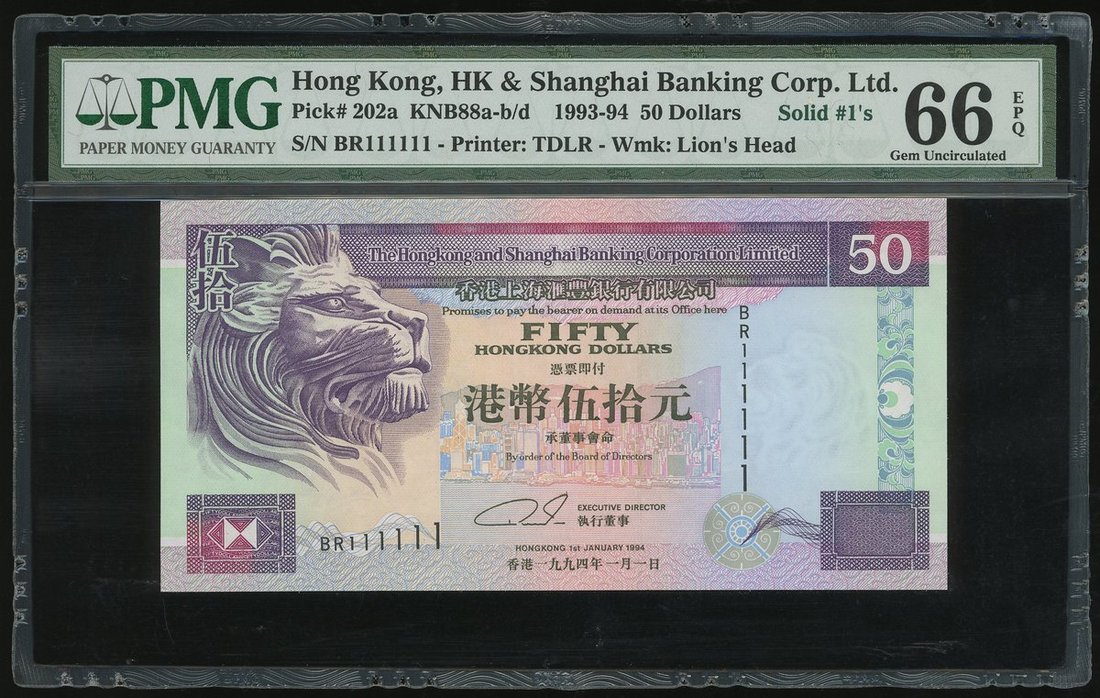 PMG
PAPER MONEY GUARANTY
Hong Kong, HK & Shanghai Banking Corp. Ltd.
Pick# 202a KNB88a-b/d 1993-94 50 Dollars Solid #1's
S/N BR111111 - Printer: TDLR - Wmk: Lion's Head
66
EPQ
Gem Uncirculated
伍拾
The Hongkong and Shanghai Banking Corporation Limited
50
香港上海滙豐銀行有限公司
Promises to pay the bearer on demand at its Office here
FIFTY
HONGKONG DOLLARS
憑票即付
港幣伍拾元
承董事會命
By order of the Board of Directors
BR111111
EXECUTIVE DIRECTOR
執行董事
BR111111
HONGKONG 1st JANUARY 1994
香港一九九四年一月一日